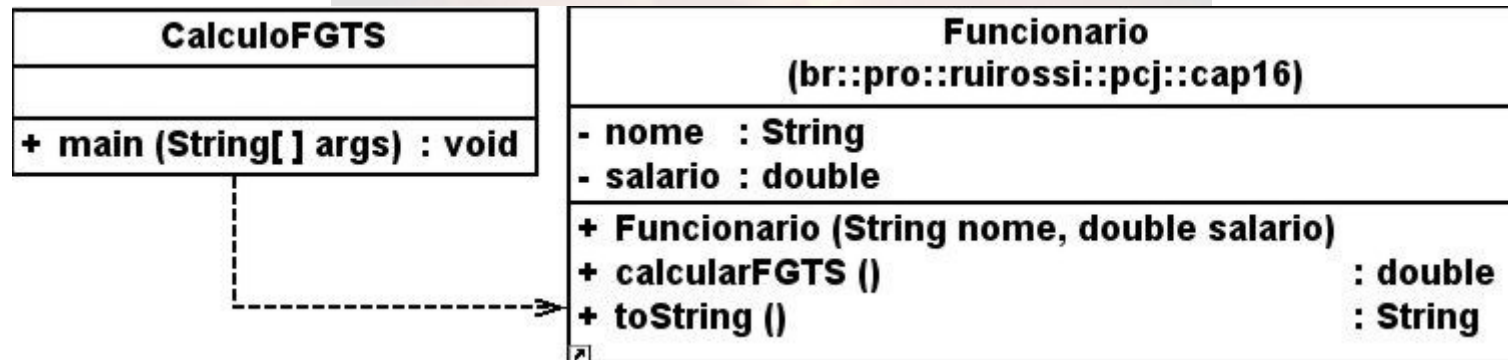 CalculoFGTS
+ main (String[ ] args) : void
Funcionario
(br::pro::ruirossi::pcj::cap16)
- nome : String
- salario : double
+ Funcionario (String nome, double salario)
+ calcularFGTS () : double
+ toString () : String